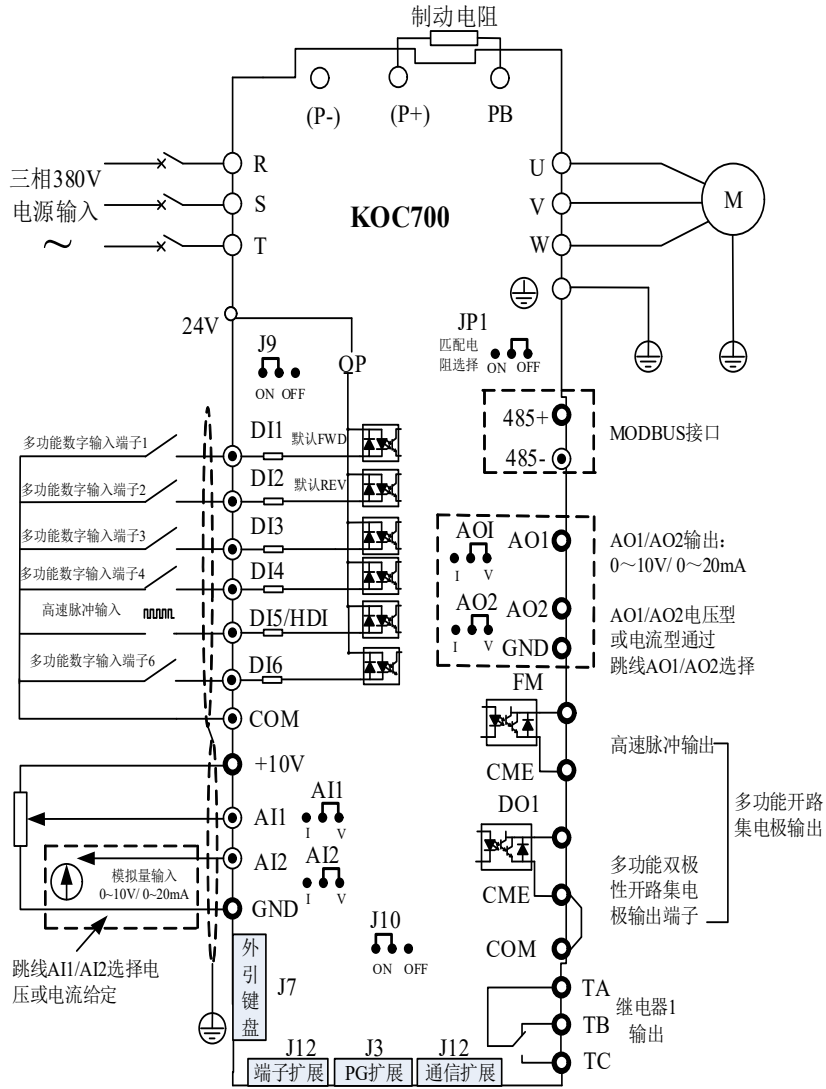 制动电阻
(P-)
(P+)
PB
三相380V
电源输入
～
R
S
T
KOC700
U
V
W
M
24V
J9
ON OFF
OP
JP1
匹配电
阻选择
ON OFF
多功能数字输入端子1
DI1
默认FWD
多功能数字输入端子2
DI2
默认REV
多功能数字输入端子3
DI3
多功能数字输入端子4
DI4
高速脉冲输入
DI5/HDI
多功能数字输入端子6
DI6
COM
485+
485-
MODBUS接口
AOI
I V
AO1
AO2
I V
AO2
GND
AO1/AO2输出：
0～10V/ 0～20mA
AO1/AO2电压型
或电流型通过
跳线AO1/AO2选择
FM
CME
高速脉冲输出
DO1
CME
COM
多功能双极
性开路集电
极输出端子
多功能开路
集电极输出
+10V
AI1
AI1
I V
AI2
AI2
I V
模拟量输入
0~10V/ 0~20mA
GND
跳线AI1/AI2选择电
压或电流给定
J10
ON OFF
外
引
键
盘
J7
TA
TB
TC
继电器1
输出
J12
端子扩展
J3
PG扩展
J12
通信扩展